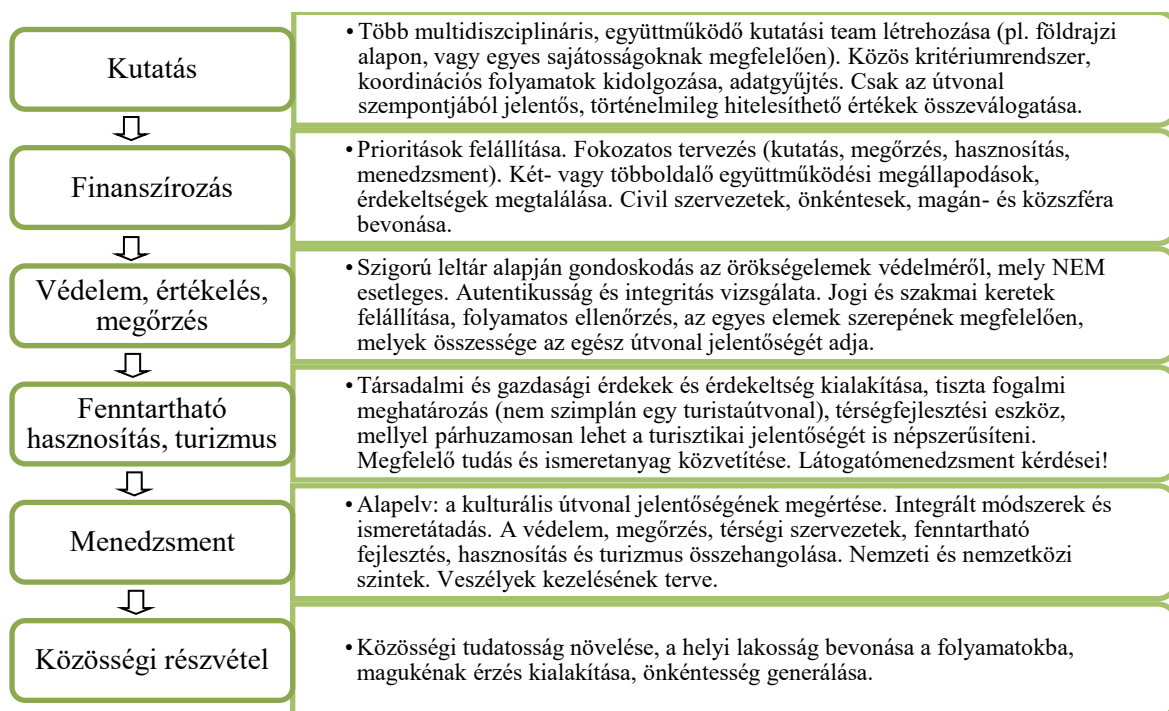 Kutatás
• Több multidiszciplináris, együttműködő kutatási team létrehozása (pl. földrajzi
alapon, vagy egyes sajátosságoknak megfelelően). Közös kritériumrendszer,
koordinációs folyamatok kidolgozása, adatgyűjtés. Csak az útvonal
szempontjából jelentős, történelmileg hitelesíthető értékek összeválogatása.
Finanszírozás
• Prioritások felállítása. Fokozatos tervezés (kutatás, megőrzés, hasznosítás,
menedzsment). Két- vagy többoldaló együttműködési megállapodások,
érdekeltségek megtalálása. Civil szervezetek, önkéntesek, magán- és közszféra
bevonása.
Védelem, értékelés,
megőrzés
• Szigorú leltár alapján gondoskodás az örökségelemek védelméről, mely NEM
esetleges. Autentikusság és integritás vizsgálata. Jogi és szakmai keretek
felállítása, folyamatos ellenőrzés, az egyes elemek szerepének megfelelően,
melyek összessége az egész útvonal jelentőségét adja.
Fenntartható
hasznosítás, turizmus
• Társadalmi és gazdasági érdekek és érdekeltség kialakítása, tiszta fogalmi
meghatározás (nem szimplán egy turistaútvonal), térségfejlesztési eszköz,
mellyel párhuzamosan lehet a turisztikai jelentőségét is népszerűsíteni.
Megfelelő tudás és ismeretanyag közvetítése. Látogatómenedzsment kérdései!
Menedzsment
• Alapelv: a kulturális útvonal jelentőségének megértése. Integrált módszerek és
ismeretátadás. A védelem, megőrzés, térségi szervezetek, fenntartható
fejlesztés, hasznosítás és turizmus összehangolása. Nemzeti és nemzetközi
szintek. Veszélyek kezelésének terve.
Közösségi részvétel
• Közösségi tudatosság növelése, a helyi lakosság bevonása a folyamatokba,
magukénak érzés kialakítása, önkéntesség generálása.